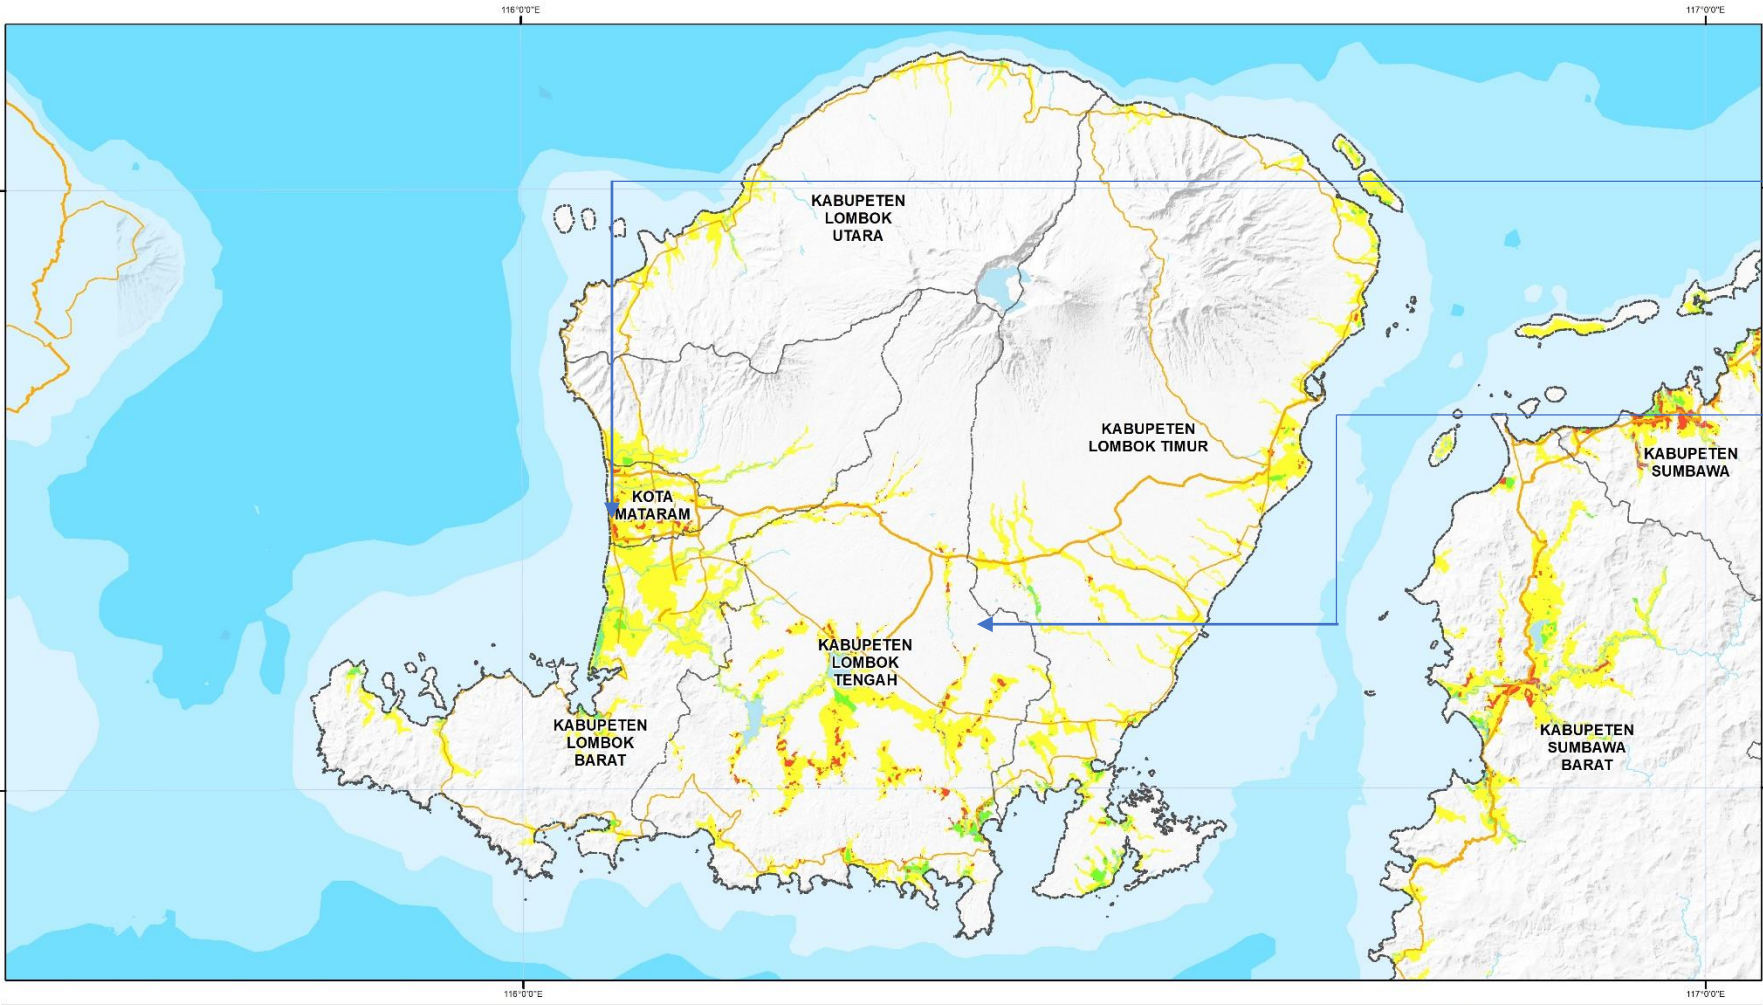 116°0'0"E
117°0'0"E
KABUPETEN
LOMBOK
UTARA
KABUPETEN
LOMBOK TIMUR
KABUPETEN
SUMBAWA
KOTA
MATARAM
KABUPETEN
LOMBOK
TENGAH
KABUPETEN
LOMBOK
BARAT
KABUPETEN
SUMBAWA
BARAT
116°0'0"E
117°0'0"E